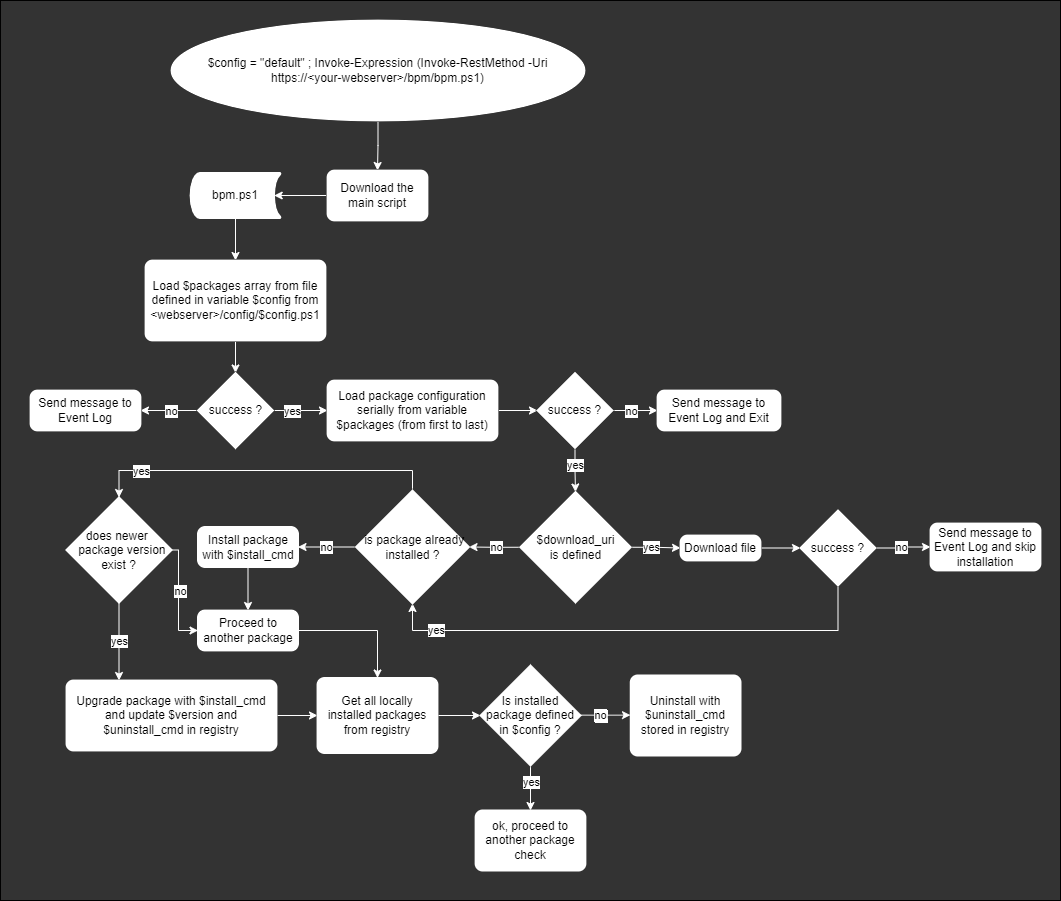 $config = "default" ; Invoke-Expression (Invoke-RestMethod -Uri
https://<your-webserver>/bpm/bpm.ps1)
Download the
main script
bpm.ps1
Load $packages array from file
defined in variable $config from
<webserver>/config/$config.ps1
Send message to
Event Log
no
success ?
yes
Load package configuration
serially from variable
$packages (from first to last)
success ?
no
Send message to
Event Log and Exit
yes
yes
does newer
package version
exist ?
Install package
with $install_cmd
no
is package already
installed ?
no
$download_uri
is defined
yes
Download file
success ?
no
Send message to
Event Log and skip
installation
no
Proceed to
another package
yes
yes
Upgrade package with $install_cmd
and update $version and
$uninstall_cmd in registry
Get all locally
installed packages
from registry
Is installed
package defined
in $config ?
no
Uninstall with
$uninstall_cmd
stored in registry
yes
ok, proceed to
another package
check